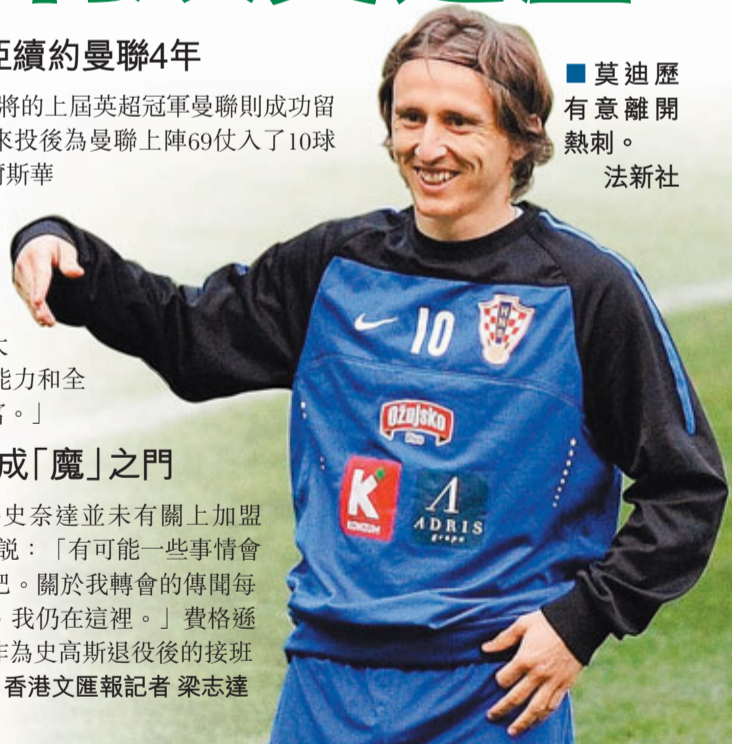 續約曼聯4年
將的上屆英超冠軍曼聯則成功留
來投後為曼聯上陣69仗入了10球
斯華
能力和全
。」
成「魔」之門
史奈達並未有關上加盟
說：「有可能一些事情會
吧。關於我轉會的傳聞每
我仍在這裡。」費格遜
作為史高斯退役後的接班
香港文匯報記者 梁志達
■莫迪歷
有意離開
熱刺。
法新社
10
Ožujsko
K
KONZUM
A
ADRIS
grupa